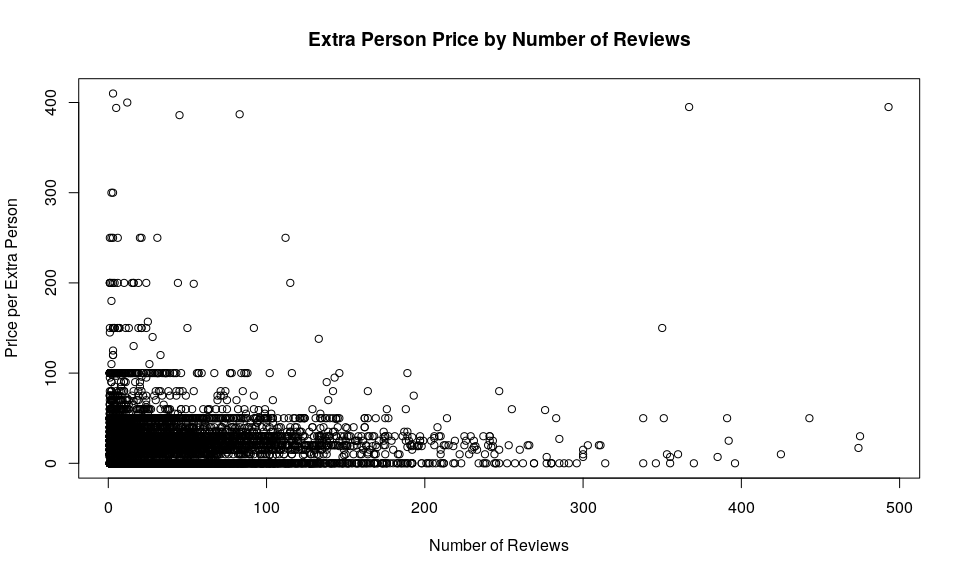 Extra Person Price by Number of Reviews
Price per Extra Person
400
300
200
100
0
0 100 200 300 400 500
Number of Reviews